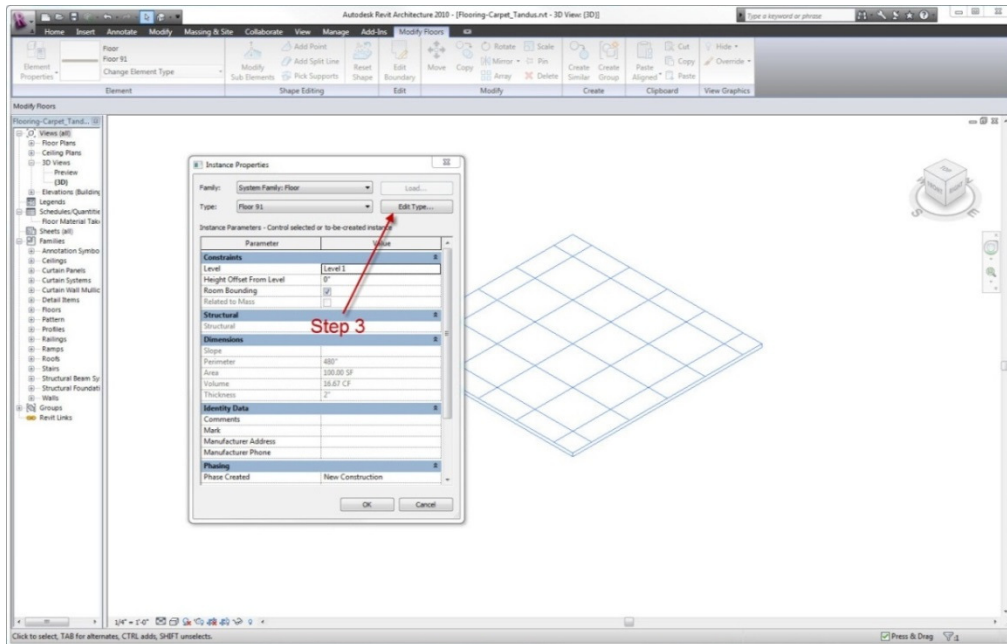 Autodesk Revit Architecture 2010 - [Flooring-Carpet_Tandus.rvt - 3D View: {3D}]
Type a keyword or phrase
Home Insert Annotate Modify Massing & Site Collaborate View Manage Add-Ins Modify Floors
Element Properties
Floor
Floor 91
Change Element Type
Modify Sub Elements
Add Point
Add Split Line
Pick Supports
Reset Shape
Edit Boundary
Move
Copy
Rotate
Mirror
Array
Scale
Pin
Delete
Create Similar
Create Group
Paste Aligned
Cut
Copy
Paste
Hide
Override
Element Shape Editing Edit Modify Create Clipboard View Graphics
Modify Floors
Flooring-Carpet_Tand...
Views (all)
Floor Plans
Ceiling Plans
3D Views
Preview
{3D}
Elevations (Building
Legends
Schedules/Quantitie
Floor Material Take
Sheets (all)
Families
Annotation Symbo
Ceilings
Curtain Panels
Curtain Systems
Curtain Wall Mullic
Detail Items
Floors
Pattern
Profiles
Railings
Ramps
Roofs
Stairs
Structural Beam Sy
Structural Foundati
Walls
Groups
Revit Links
Instance Properties
Family: System Family: Floor Load...
Type: Floor 91 Edit Type...
Instance Parameters - Control selected or to-be-created instance
Parameter Value
Constraints
Level Level 1
Height Offset From Level 0"
Room Bounding
Related to Mass
Structural
Structural
Step 3
Dimensions
Slope
Perimeter 480"
Area 100.00 SF
Volume 16.67 CF
Thickness 2"
Identity Data
Comments
Mark
Manufacturer Address
Manufacturer Phone
Phasing
Phase Created New Construction
OK Cancel
TOP
FRONT
RIGHT
S
1/4" = 1'-0"
Click to select, TAB for alternates, CTRL adds, SHIFT unselects.
Press & Drag